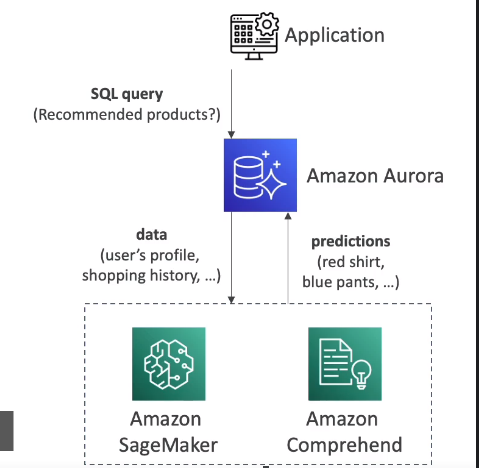 Application
SQL query
(Recommended products?)
Amazon Aurora
data
(user's profile,
shopping history, ...)
predictions
(red shirt,
blue pants, ...)
Amazon
SageMaker
Amazon
Comprehend